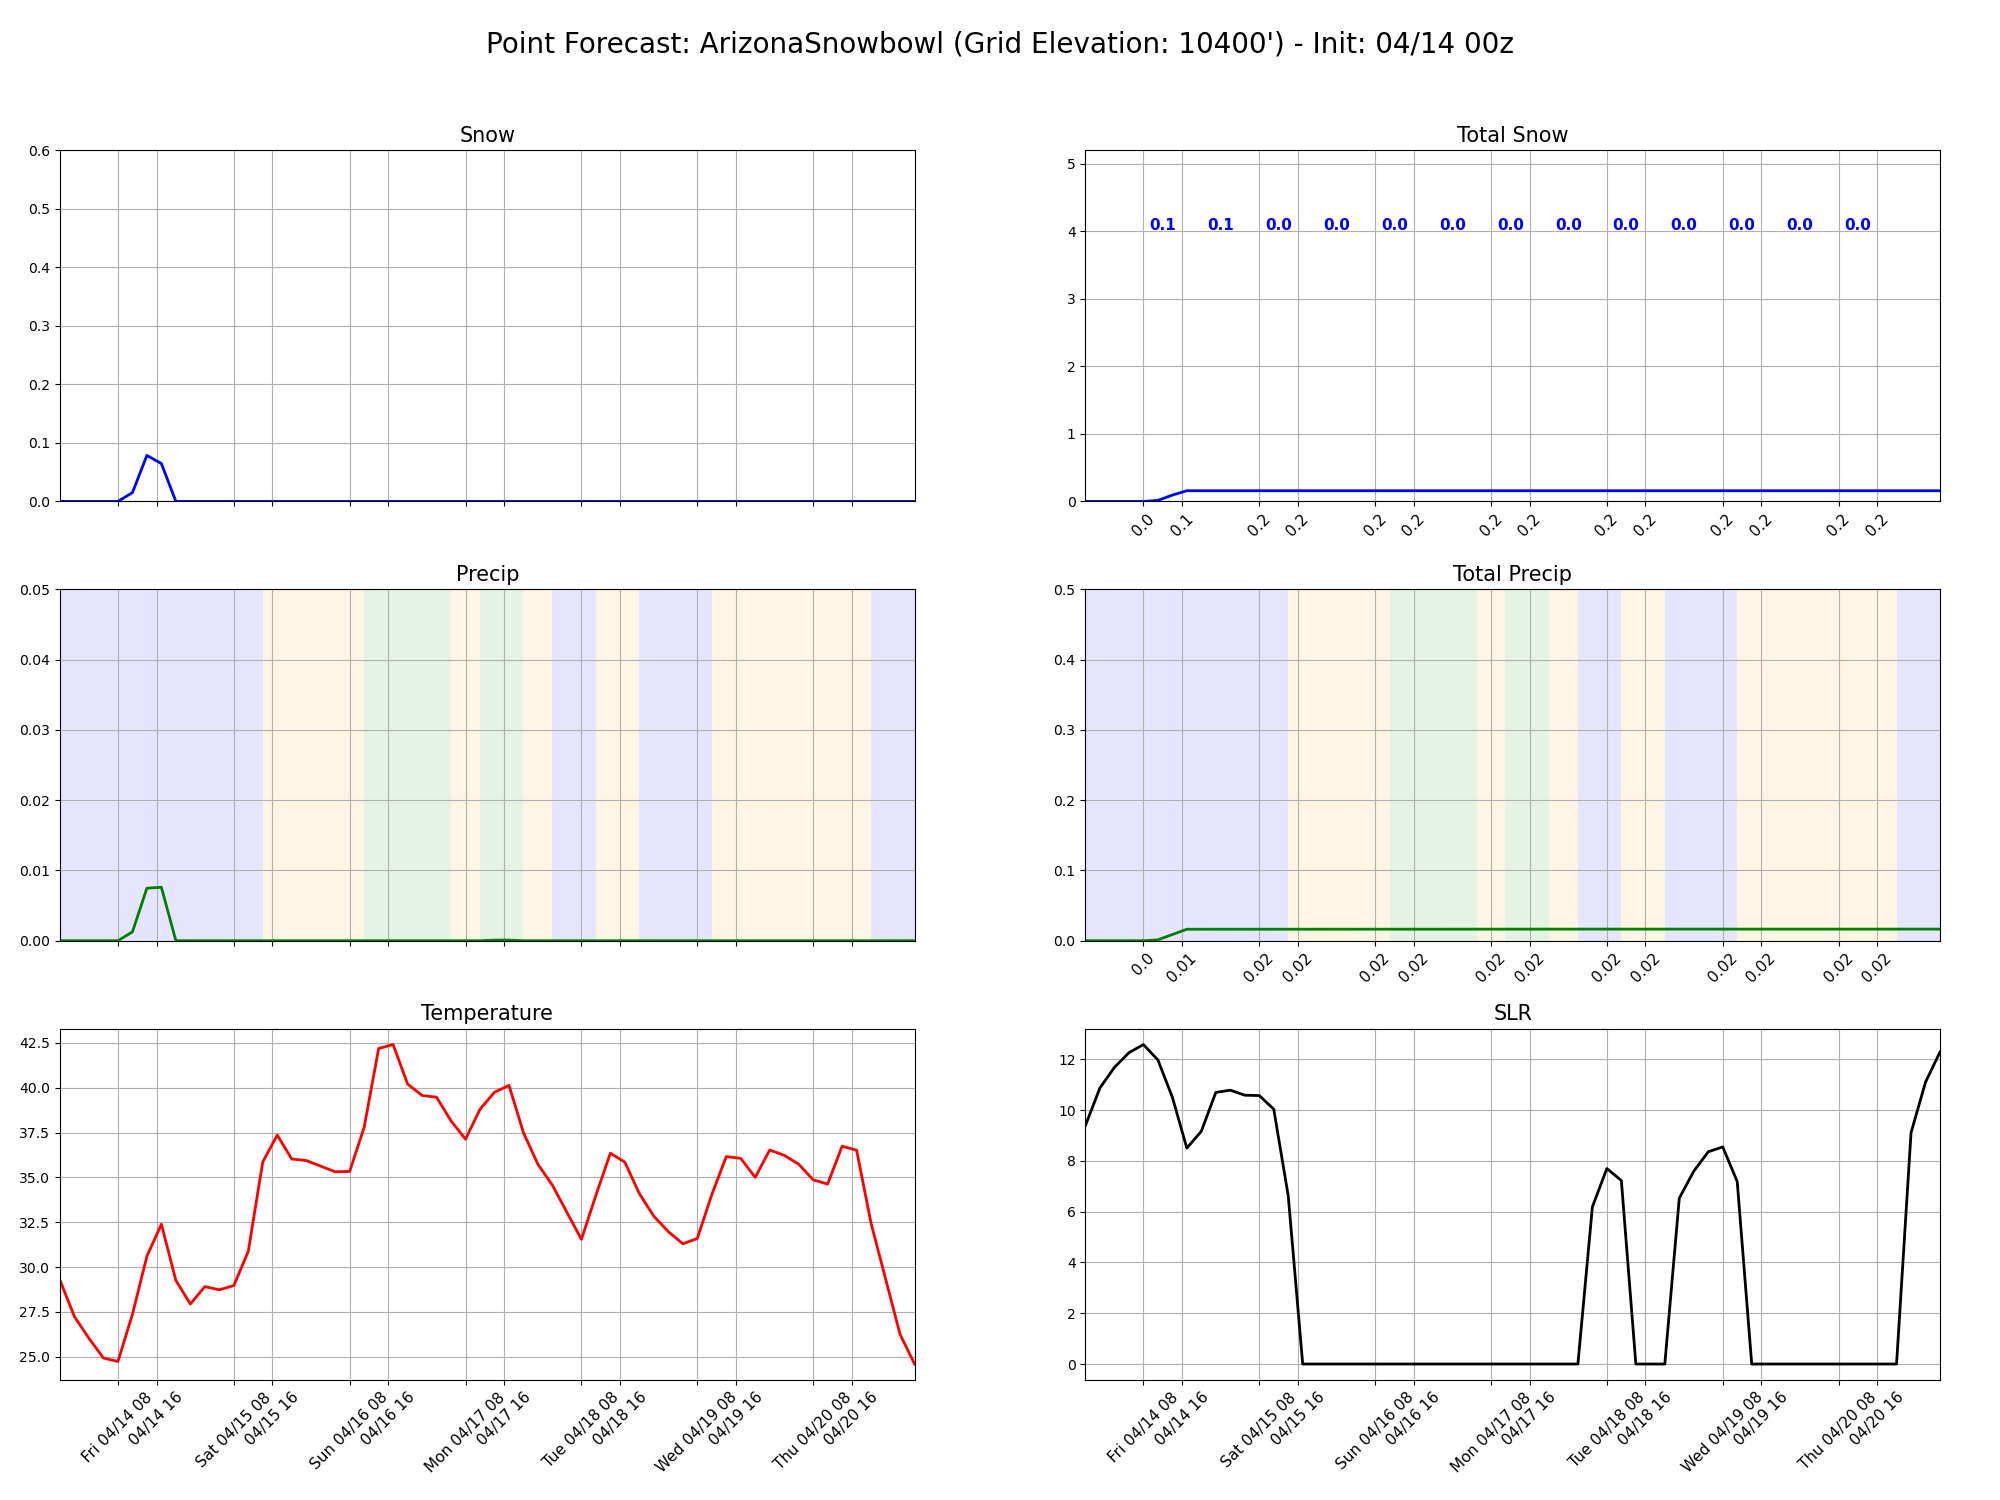 Point Forecast: ArizonaSnowbowl (Grid Elevation: 10400') - Init: 04/14 00z
Snow
0.6
0.5
0.4
0.3
0.2
0.1
0.0
Total Snow
5
4
3
2
1
0
0.1 0.1 0.0 0.0 0.0 0.0 0.0 0.0 0.0 0.0 0.0 0.0 0.0
0.0 0.1 0.2 0.2 0.2 0.2 0.2 0.2 0.2 0.2 0.2 0.2 0.2 0.2
Precip
0.05
0.04
0.03
0.02
0.01
0.00
Total Precip
0.5
0.4
0.3
0.2
0.1
0.0
0.0 0.01 0.02 0.02 0.02 0.02 0.02 0.02 0.02 0.02 0.02 0.02 0.02 0.02
Temperature
42.5
40.0
37.5
35.0
32.5
30.0
27.5
25.0
Fri 04/14 08
04/14 16
Sat 04/15 08
04/15 16
Sun 04/16 08
04/16 16
Mon 04/17 08
04/17 16
Tue 04/18 08
04/18 16
Wed 04/19 08
04/19 16
Thu 04/20 08
04/20 16
SLR
12
10
8
6
4
2
0
Fri 04/14 08
04/14 16
Sat 04/15 08
04/15 16
Sun 04/16 08
04/16 16
Mon 04/17 08
04/17 16
Tue 04/18 08
04/18 16
Wed 04/19 08
04/19 16
Thu 04/20 08
04/20 16